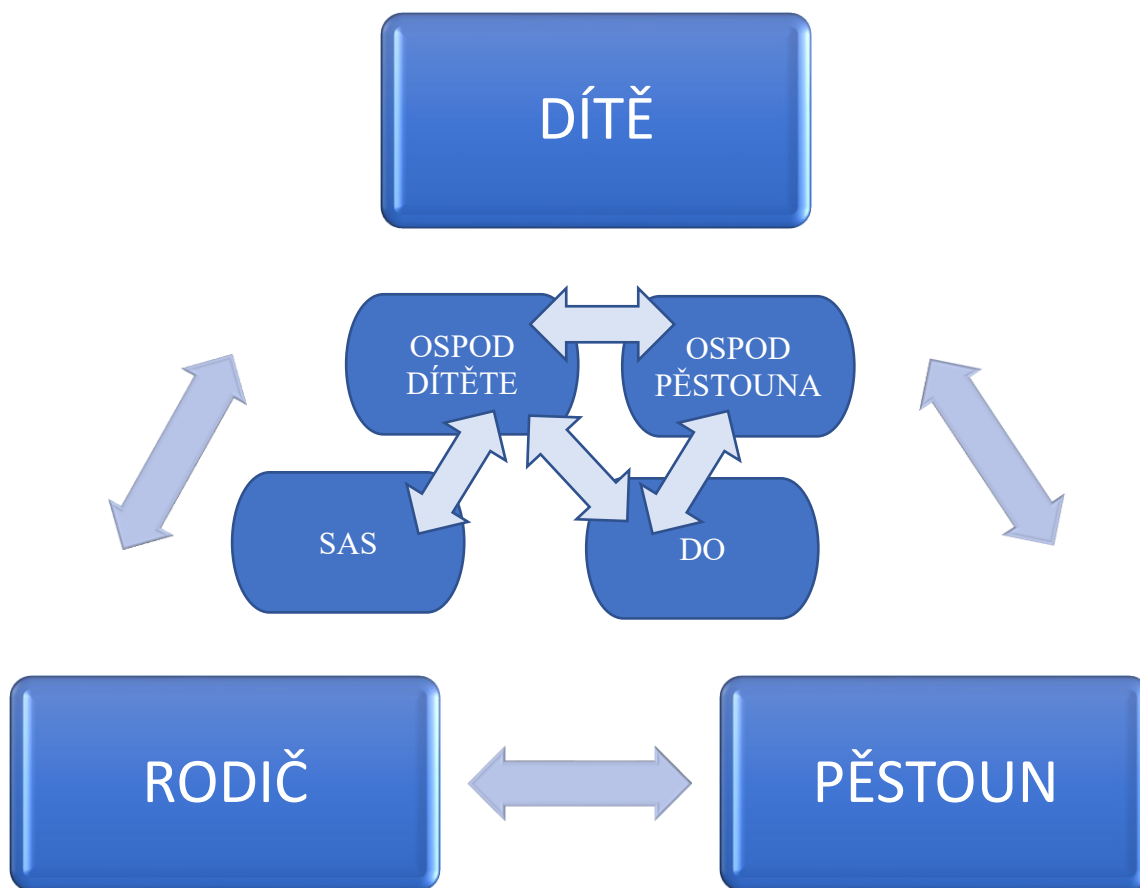 DÍTĚ
OSPOD
DÍTĚTE
OSPOD
PĚSTOUNA
SAS
DO
RODIČ
PĚSTOUN